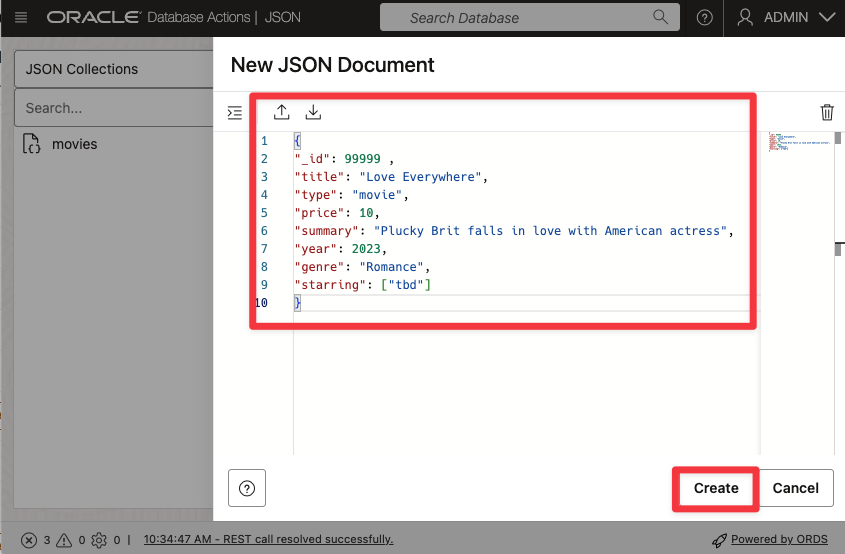 ORACLE Database Actions | JSON
Search Database
ADMIN
JSON Collections
Search...
movies
New JSON Document
1 {
2 "_id": 99999 ,
3 "title": "Love Everywhere",
4 "type": "movie",
5 "price": 10,
6 "summary": "Plucky Brit falls in love with American actress",
7 "year": 2023,
8 "genre": "Romance",
9 "starring": ["tbd"]
10 }
Create
Cancel
3 0 0 | 10:34:47 AM - REST call resolved successfully.
Powered by ORDS